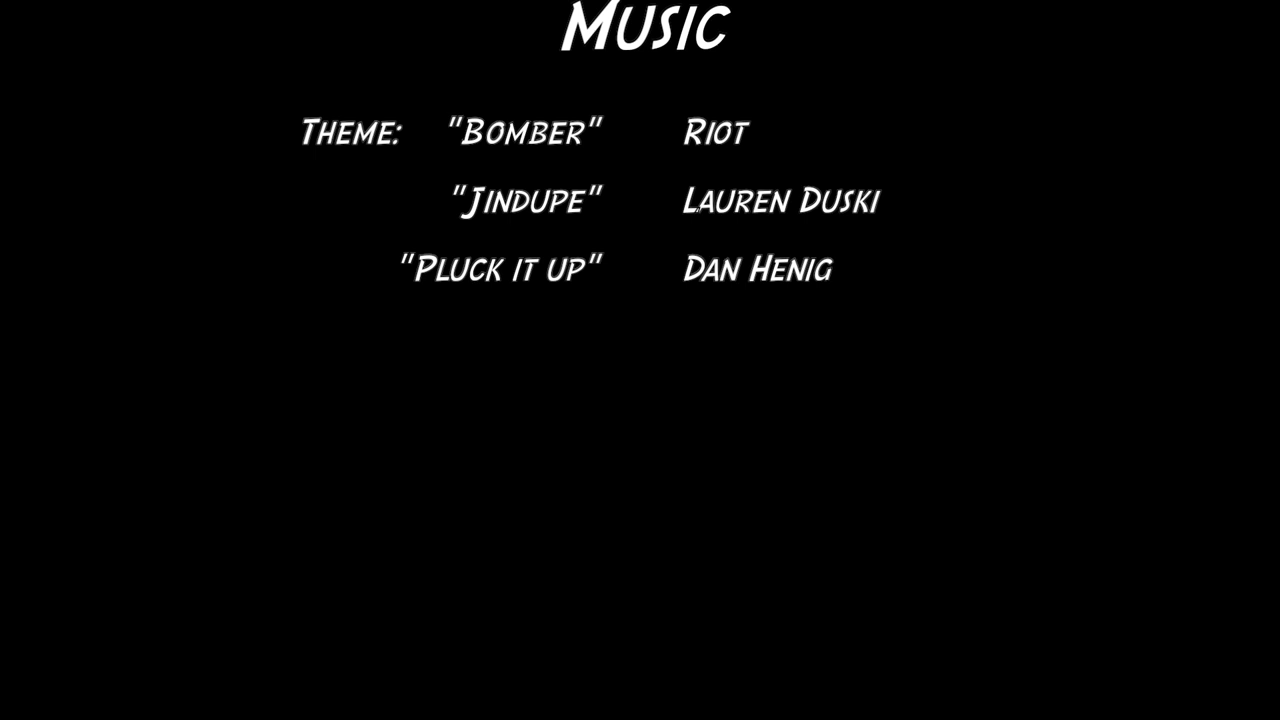 Music
Theme: "Bomber" Riot
"Jindupe" Lauren Duski
"Pluck it up" Dan Henig